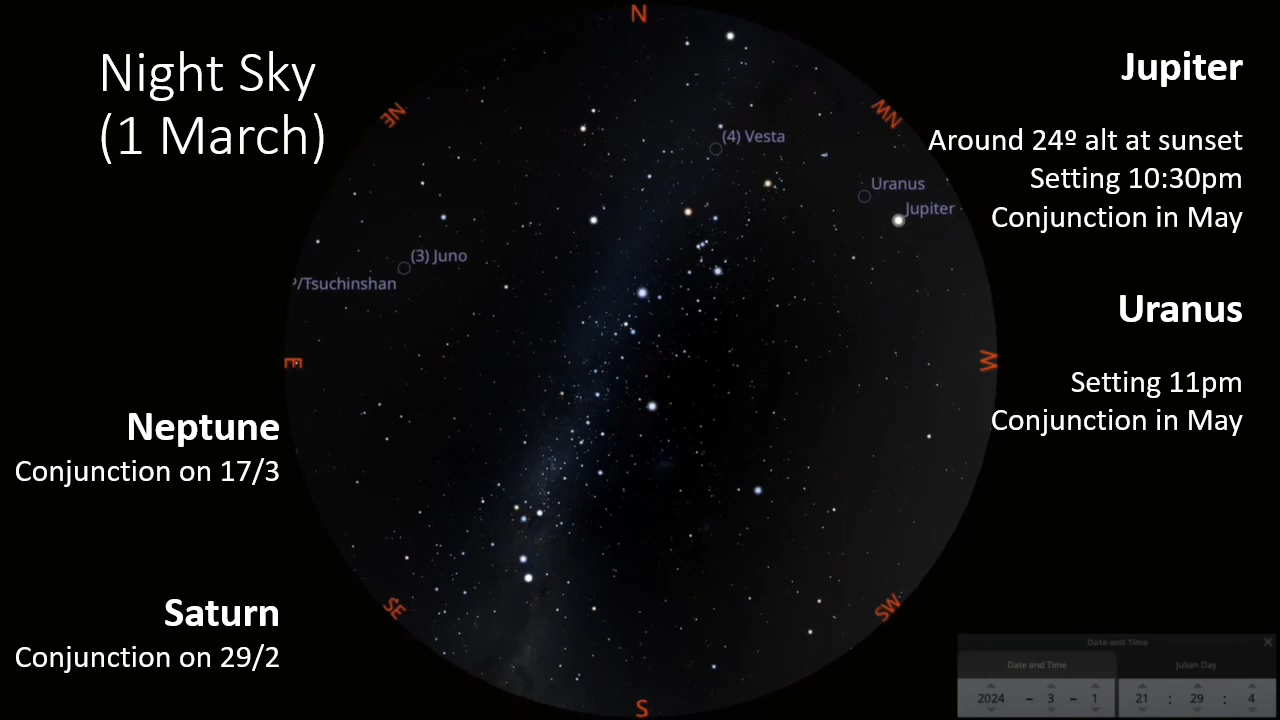 Night Sky
(1 March)
N
NE
NW
E
W
SE
SW
S
(4) Vesta
Uranus
Jupiter
(3) Juno
/Tsuchinshan
Jupiter
Around 24º alt at sunset
Setting 10:30pm
Conjunction in May
Uranus
Setting 11pm
Conjunction in May
Neptune
Conjunction on 17/3
Saturn
Conjunction on 29/2
Date and Time
Date and Time
Julian Day
2024 - 3 - 1
21 : 29 : 4